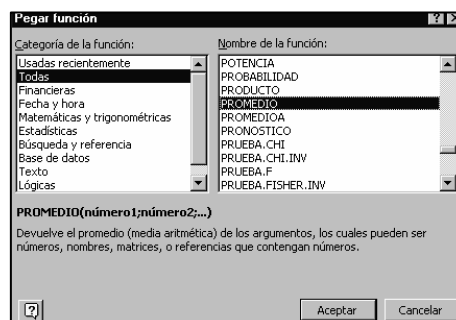 Pegar función
Categoría de la función:
Usadas recientemente
Todas
Financieras
Fecha y hora
Matemáticas y trigonométricas
Estadísticas
Búsqueda y referencia
Base de datos
Texto
Lógicas
Nombre de la función:
POTENCIA
PROBABILIDAD
PRODUCTO
PROMEDIO
PROMEDIOA
PRONOSTICO
PRUEBA.CHI
PRUEBA.CHI.INV
PRUEBA.F
PRUEBA.FISHER.INV
PROMEDIO(número1;número2;...)
Devuelve el promedio (media aritmética) de los argumentos, los cuales pueden ser
números, nombres, matrices, o referencias que contengan números.
Aceptar
Cancelar